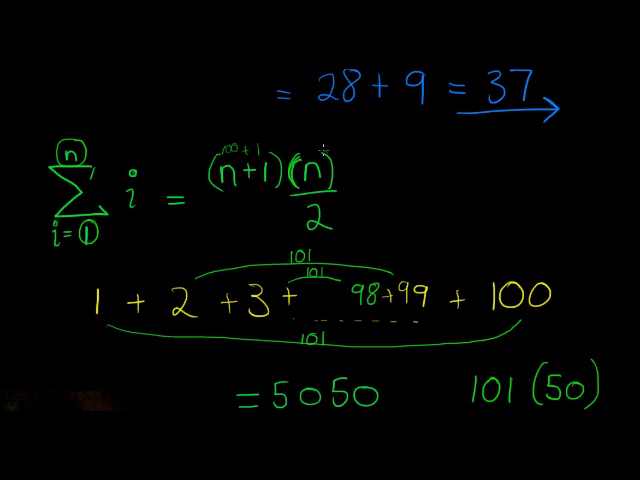 = 28 + 9 = 37
100 + 1
n
∑ i = (n+1)(n)
i = 1 2
101
101
1 + 2 + 3 + 98 + 99 + 100
101
= 5050 101 (50)